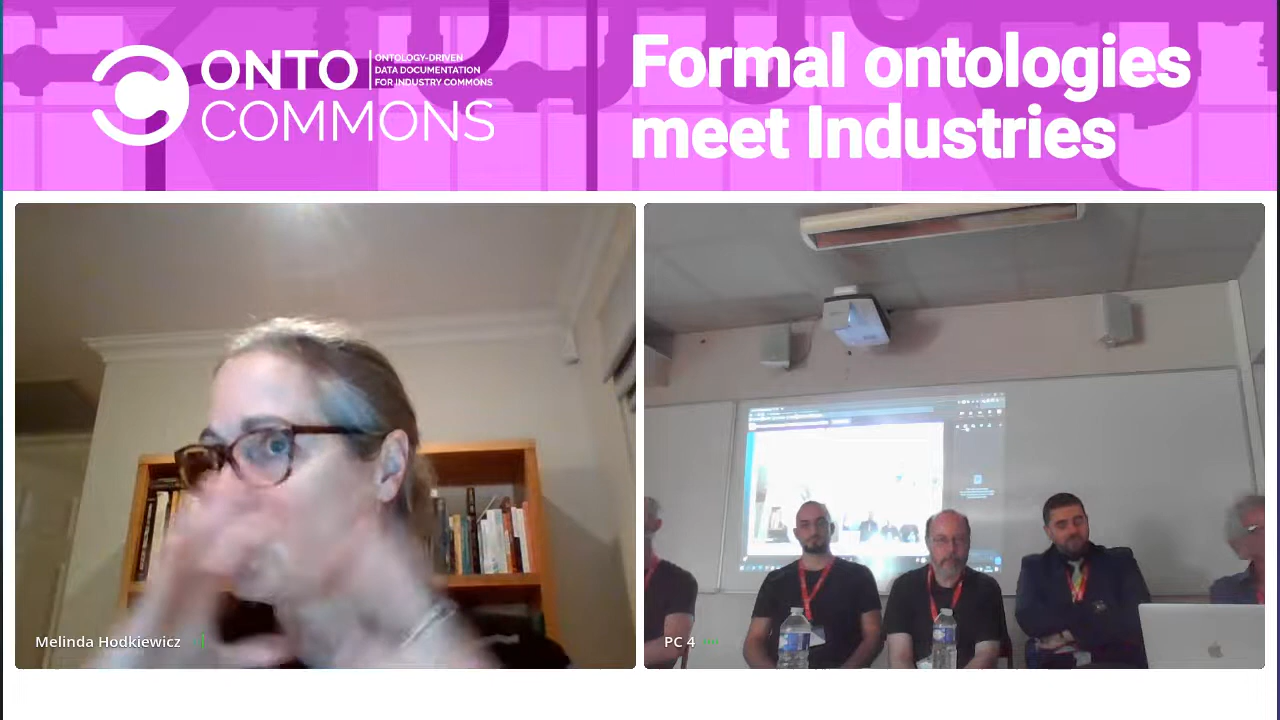 ONTO
COMMONS
ONTOLOGY-DRIVEN
DATA DOCUMENTATION
FOR INDUSTRY COMMONS
Formal ontologies
meet Industries
Melinda Hodkiewicz
PC 4